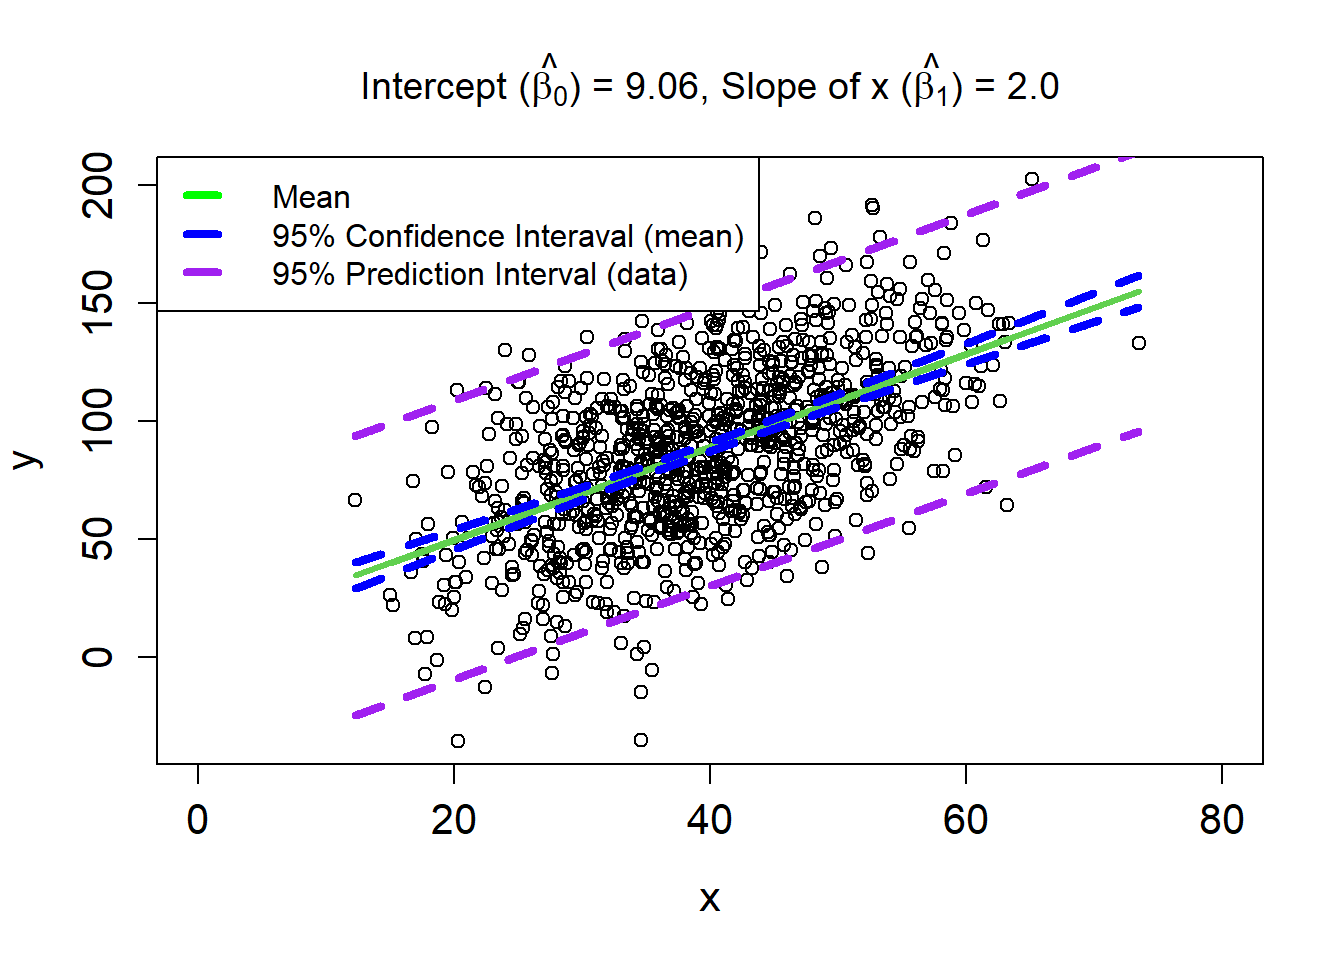 Intercept (β̂₀) = 9.06, Slope of x (β̂₁) = 2.0
Mean
95% Confidence Interaval (mean)
95% Prediction Interval (data)
200
150
100
50
0
y
0 20 40 60 80
x